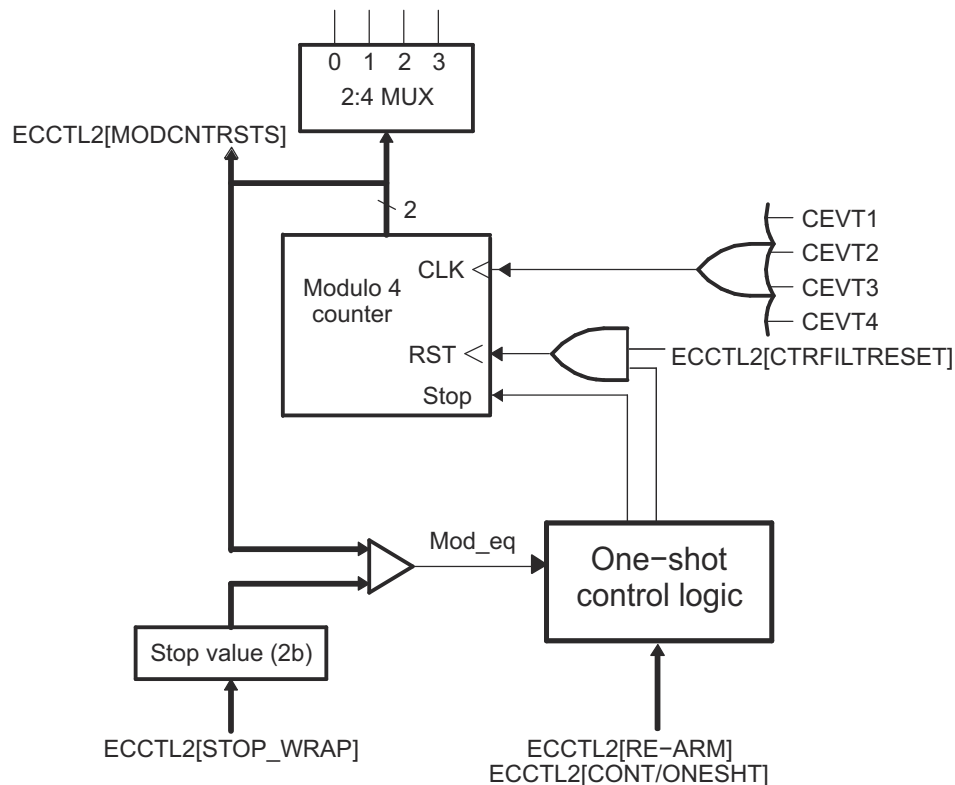 0 1 2 3
2:4 MUX
ECCTL2[MODCNTRSTS]
2
CEVT1
CEVT2
CEVT3
CEVT4
CLK
Modulo 4
counter
RST
ECCTL2[CTRFILTRESET]
Stop
Mod_eq
One−shot
control logic
Stop value (2b)
ECCTL2[STOP_WRAP]
ECCTL2[RE−ARM]
ECCTL2[CONT/ONESHT]